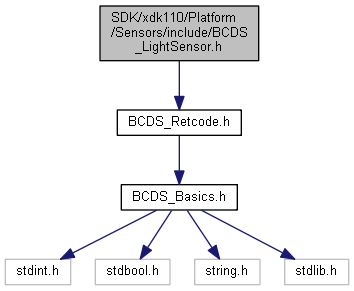 SDK/xdk110/Platform
/Sensors/include/BCDS
_LightSensor.h
BCDS_Retcode.h
BCDS_Basics.h
stdint.h
stdbool.h
string.h
stdlib.h